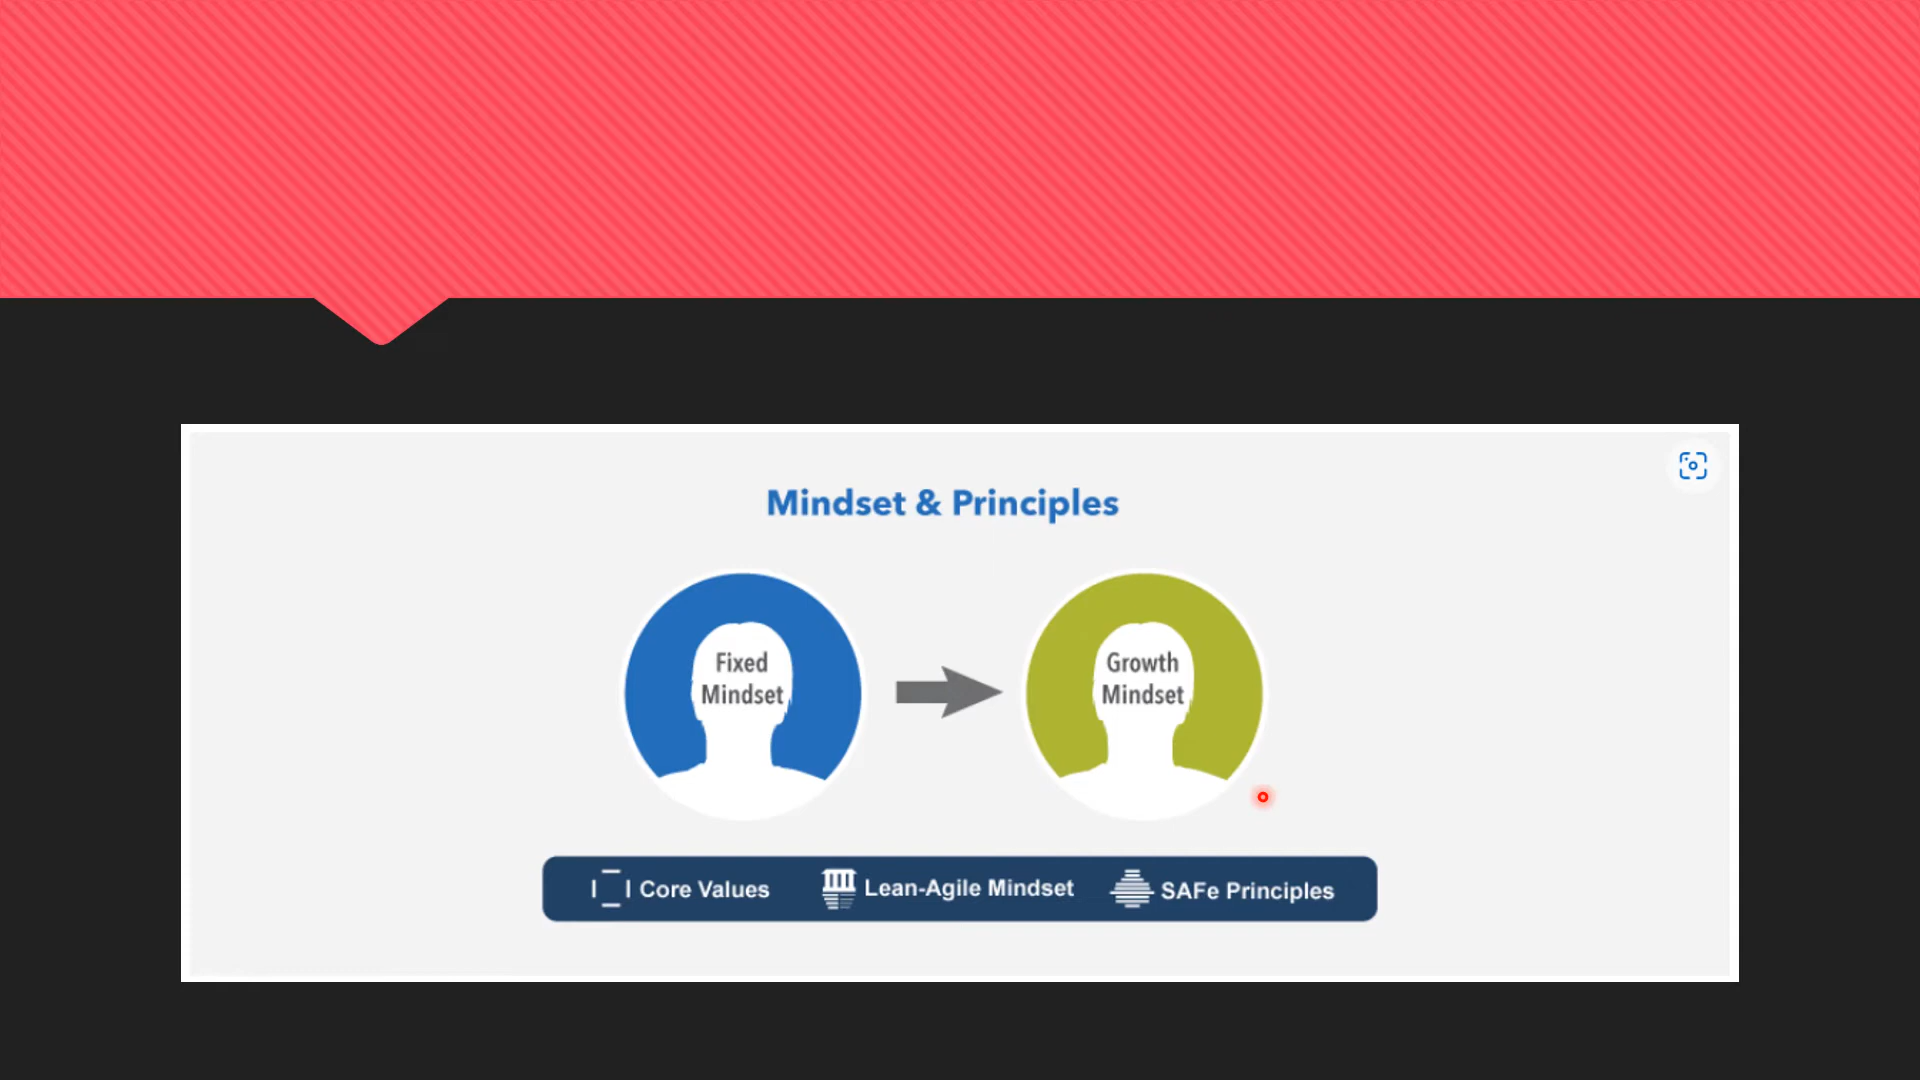 Mindset & Principles
Fixed
Mindset
Growth
Mindset
Core Values
Lean-Agile Mindset
SAFe Principles